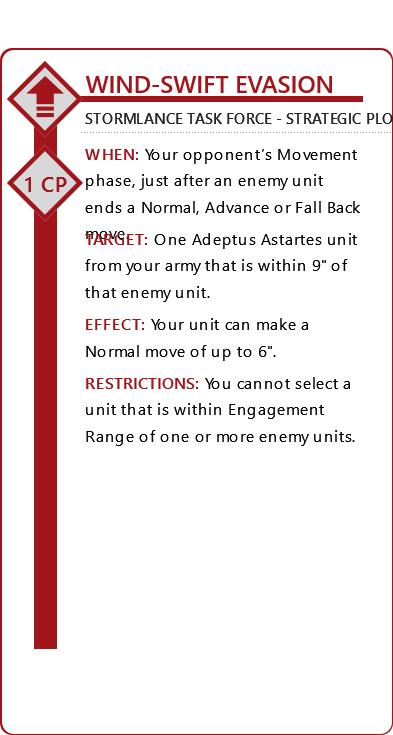 WIND-SWIFT EVASION
STORMLANCE TASK FORCE - STRATEGIC PLO
1 CP
WHEN: Your opponent's Movement
phase, just after an enemy unit
ends a Normal, Advance or Fall Back
move.
TARGET: One Adeptus Astartes unit
from your army that is within 9" of
that enemy unit.
EFFECT: Your unit can make a
Normal move of up to 6".
RESTRICTIONS: You cannot select a
unit that is within Engagement
Range of one or more enemy units.